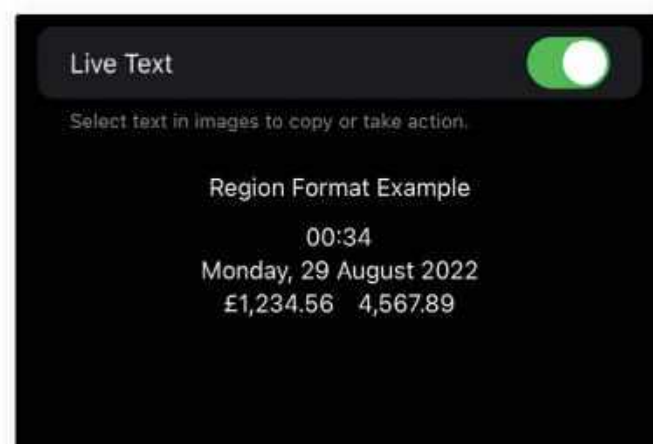 Live Text
Select text in images to copy or take action.
Region Format Example
00:34
Monday, 29 August 2022
£1,234.56 4,567.89